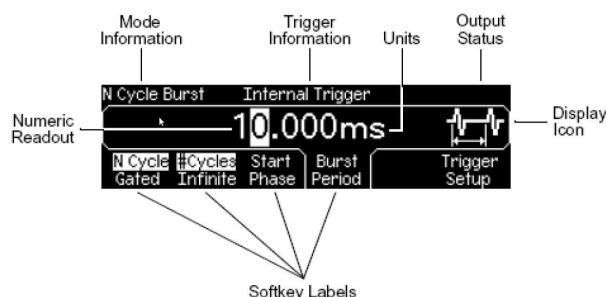 Mode Information
Trigger Information
Units
Output Status
N Cycle Burst Internal Trigger
Numeric Readout
10.000ms
Display Icon
N Cycle #Cycles Start Burst Trigger
Gated Infinite Phase Period Setup
Softkey Labels